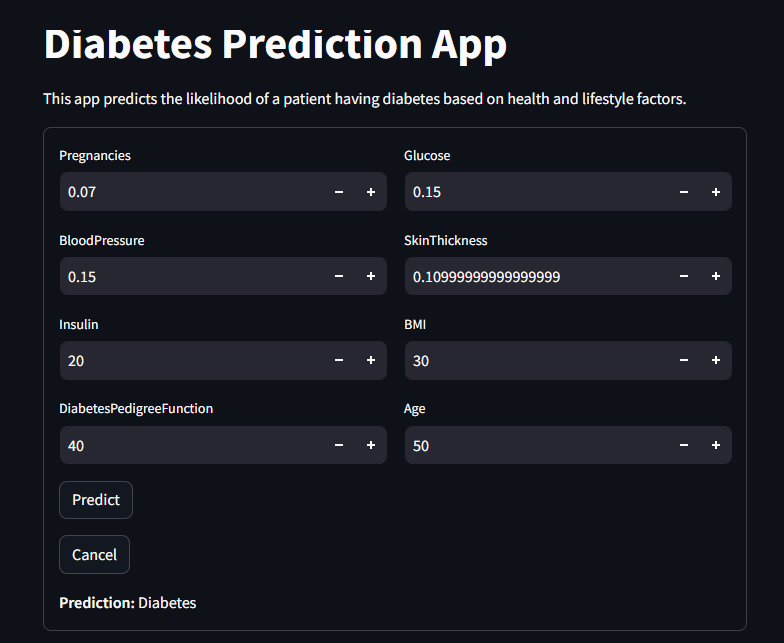 Diabetes Prediction App
This app predicts the likelihood of a patient having diabetes based on health and lifestyle factors.
Pregnancies
0.07
Glucose
0.15
BloodPressure
0.15
SkinThickness
0.10999999999999999
Insulin
20
BMI
30
DiabetesPedigreeFunction
40
Age
50
Predict
Cancel
Prediction: Diabetes